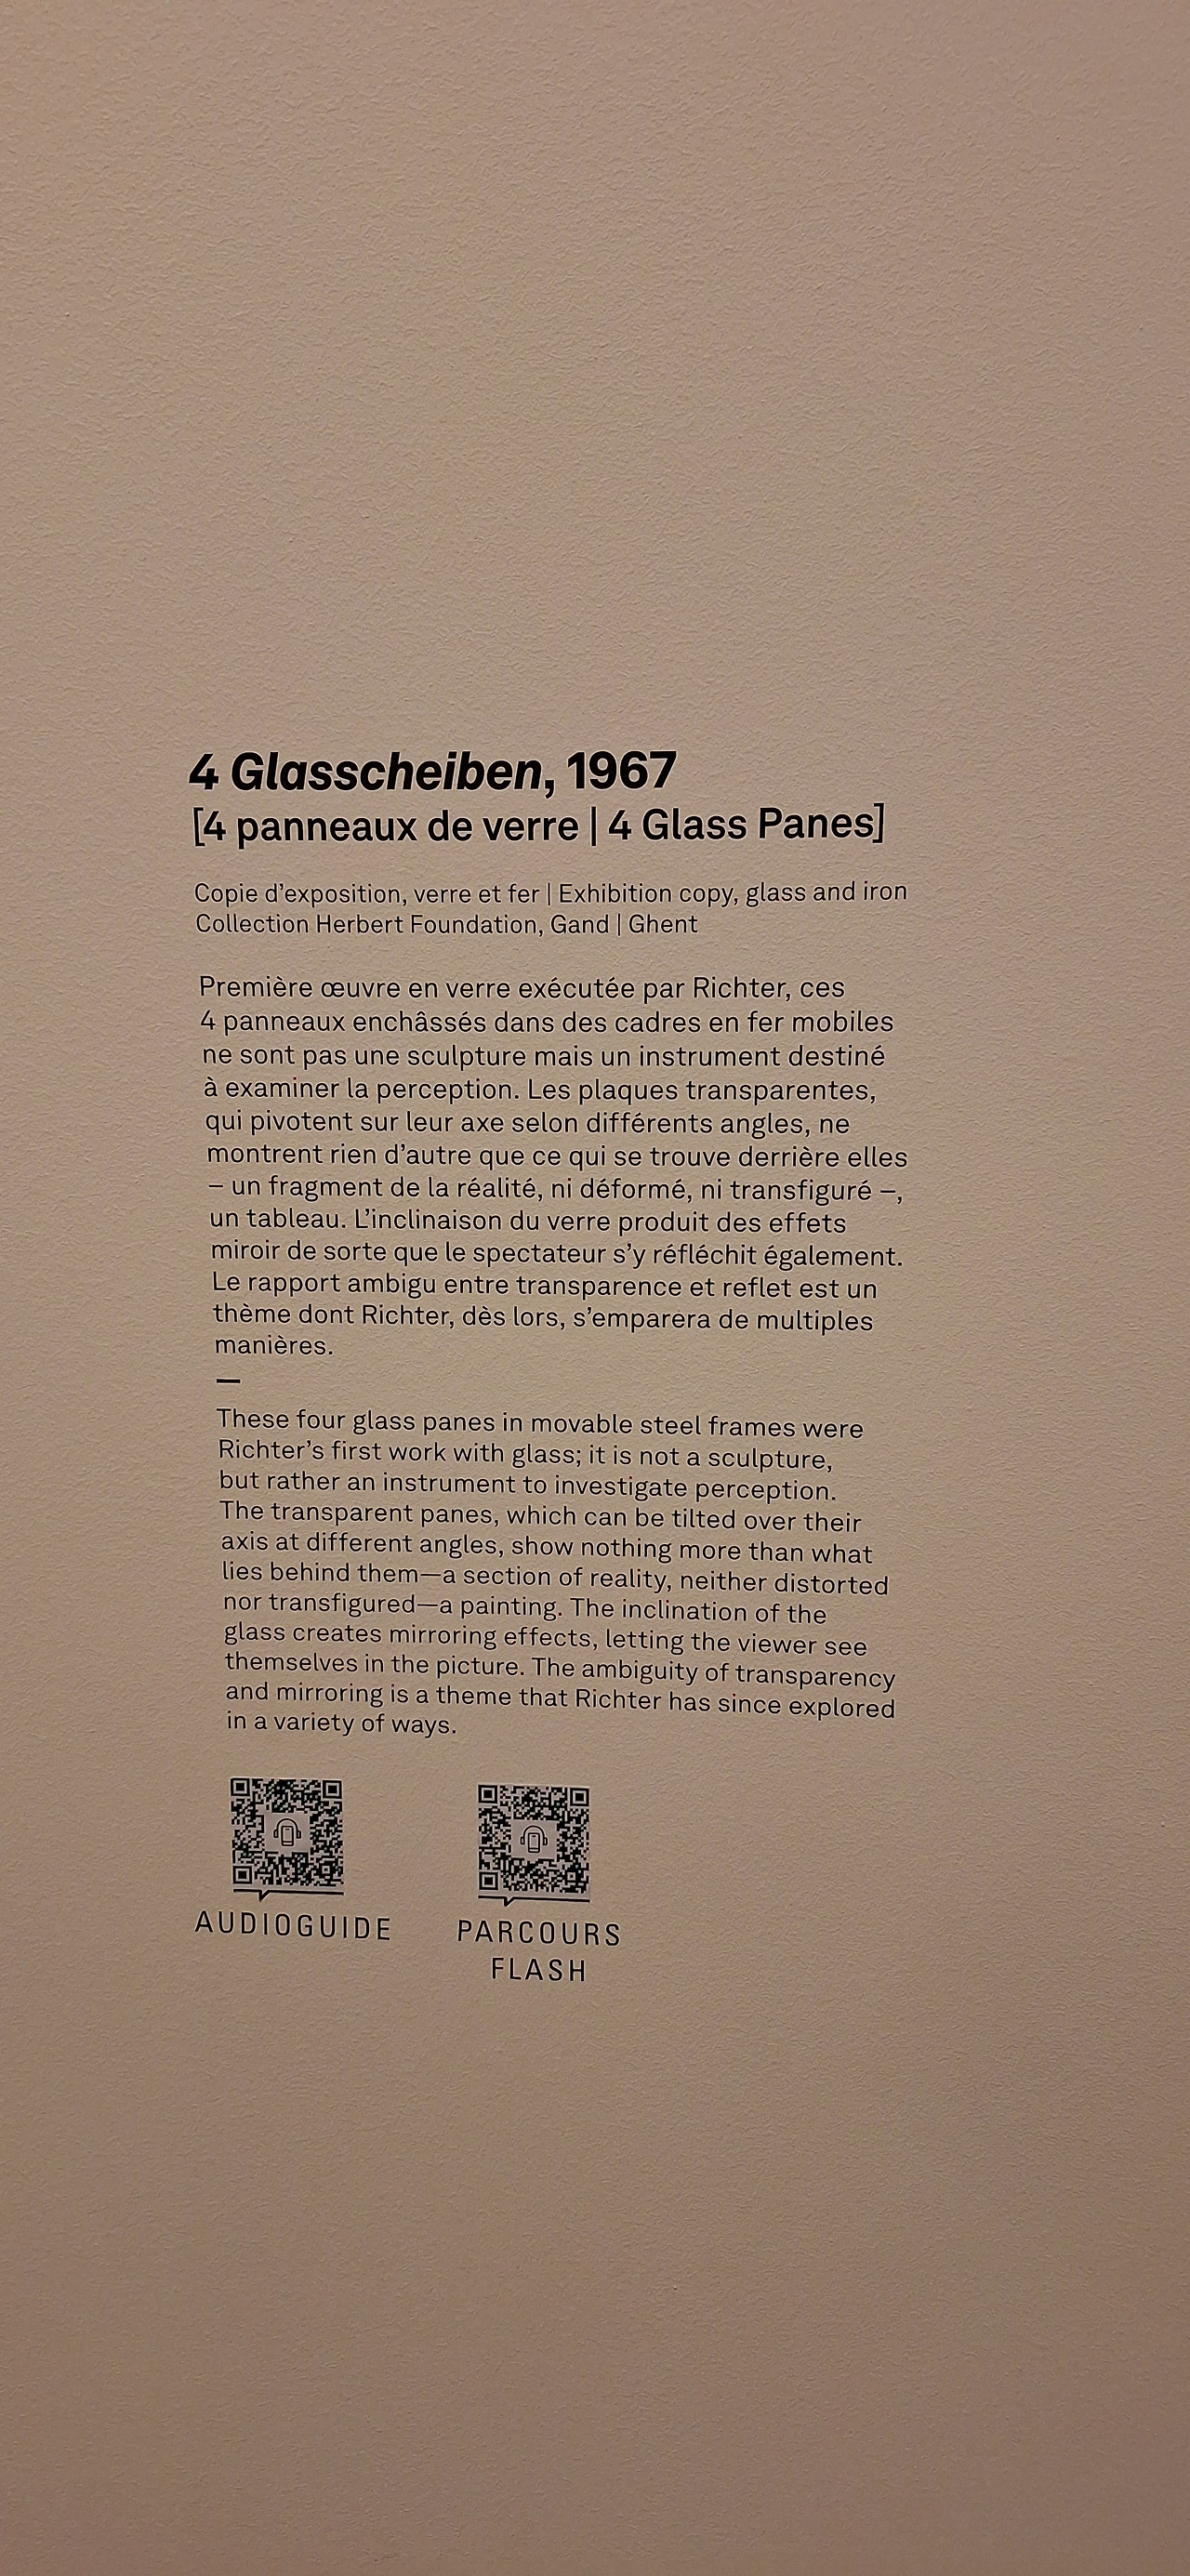 4 Glasscheiben, 1967
[4 panneaux de verre | 4 Glass Panes]
Copie d’exposition, verre et fer | Exhibition copy, glass and iron
Collection Herbert Foundation, Gand | Ghent
Première œuvre en verre exécutée par Richter, ces
4 panneaux enchâssés dans des cadres en fer mobiles
ne sont pas une sculpture mais un instrument destiné
à examiner la perception. Les plaques transparentes,
qui pivotent sur leur axe selon différents angles, ne
montrent rien d’autre que ce qui se trouve derrière elles
– un fragment de la réalité, ni déformé, ni transfiguré –,
un tableau. L’inclinaison du verre produit des effets
miroir de sorte que le spectateur s’y réfléchit également.
Le rapport ambigu entre transparence et reflet est un
thème dont Richter, dès lors, s’emparera de multiples
manières.
—
These four glass panes in movable steel frames were
Richter’s first work with glass; it is not a sculpture,
but rather an instrument to investigate perception.
The transparent panes, which can be tilted over their
axis at different angles, show nothing more than what
lies behind them—a section of reality, neither distorted
nor transfigured—a painting. The inclination of the
glass creates mirroring effects, letting the viewer see
themselves in the picture. The ambiguity of transparency
and mirroring is a theme that Richter has since explored
in a variety of ways.
AUDIOGUIDE
PARCOURS
FLASH